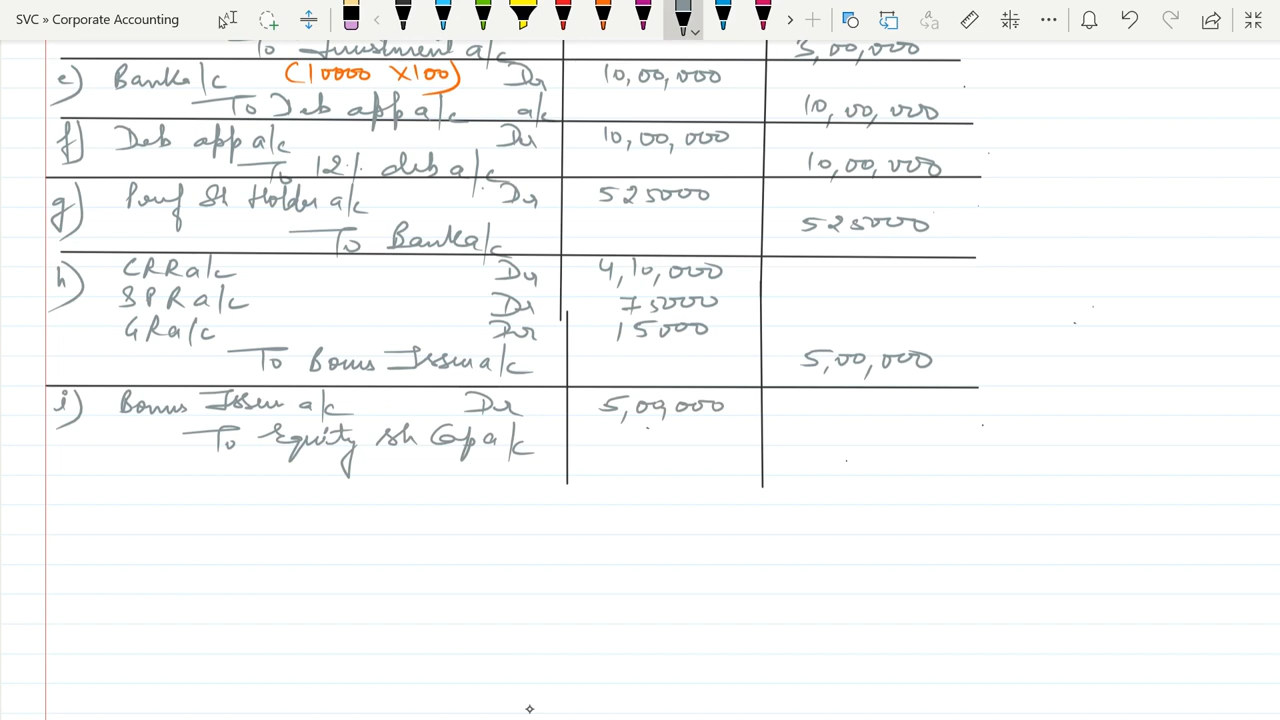 SVC » Corporate Accounting
To Investment a/c 3,00,000
e) Bank a/c (10000 X100) Dr 10,00,000
To Deb app a/c a/c 10,00,000
f) Deb app a/c Dr 10,00,000
To 12% deb a/c 10,00,000
g) Pref Sh Holder a/c Dr 525000
To Bank a/c 525000
h) CRR a/c Dr 4,10,000
SPR a/c Dr 75000
GR a/c Dr 15000
To Bonus Issue a/c 5,00,000
i) Bonus Issue a/c Dr 5,00,000
To Equity sh Cap a/c